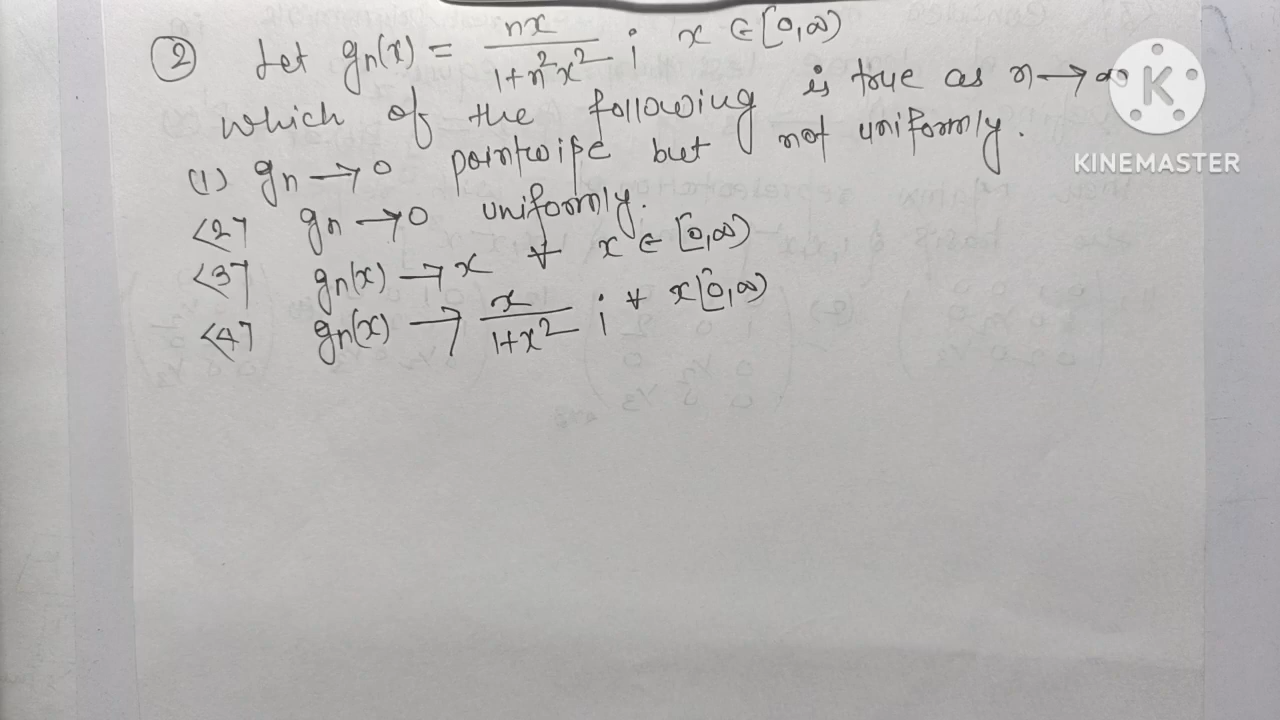 ② Let gn(x) = nx / 1+n²x² ; x ∈ [0,∞)
which of the following is true as n → ∞
(1) gn → 0 pointwise but not uniformly.
<2> gn → 0 uniformly.
<3> gn(x) → x ∀ x ∈ [0,∞)
<4> gn(x) → x / 1+x² ; ∀ x[0,∞)
K
KINEMASTER